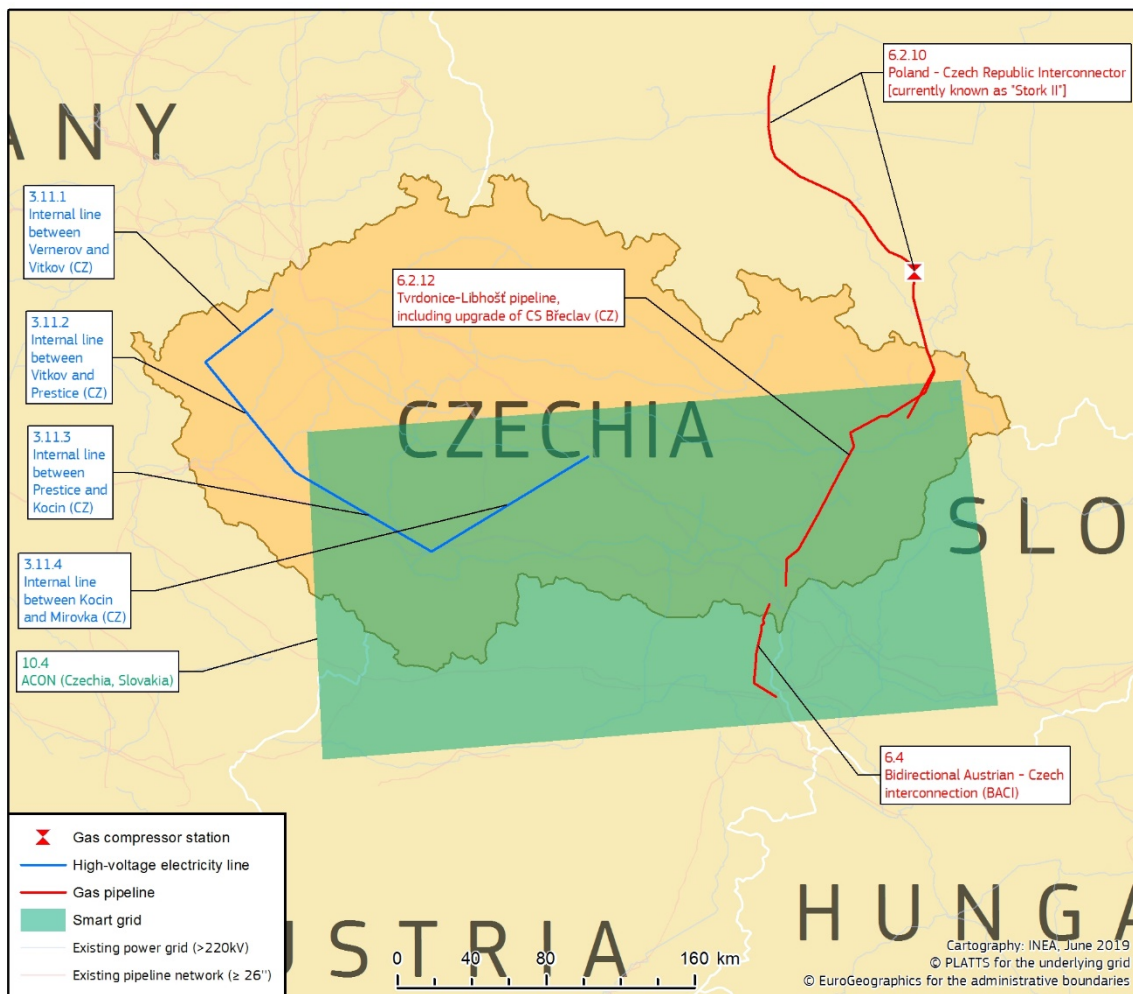 6.2.10
Poland - Czech Republic Interconnector
[currently known as "Stork II"]
ANY
3.11.1
Internal line
between
Vernerov and
Vitkov (CZ)
6.2.12
Tvrdonice-Libhošť pipeline,
including upgrade of CS Břeclav (CZ)
3.11.2
Internal line
between
Vitkov and
Prestice (CZ)
CZECHIA
3.11.3
Internal line
between
Prestice and
Kocin (CZ)
SLO
3.11.4
Internal line
between Kocin
and Mirovka (CZ)
10.4
ACON (Czechia, Slovakia)
6.4
Bidirectional Austrian - Czech
interconnection (BACI)
Gas compressor station
High-voltage electricity line
Gas pipeline
Smart grid
Existing power grid (>220kV)
Existing pipeline network (≥ 26'')
HUNGA
USTRIA
0 80 160 km
Cartography: INEA, June 2019
© PLATTS for the underlying grid
© EuroGeographics for the administrative boundaries